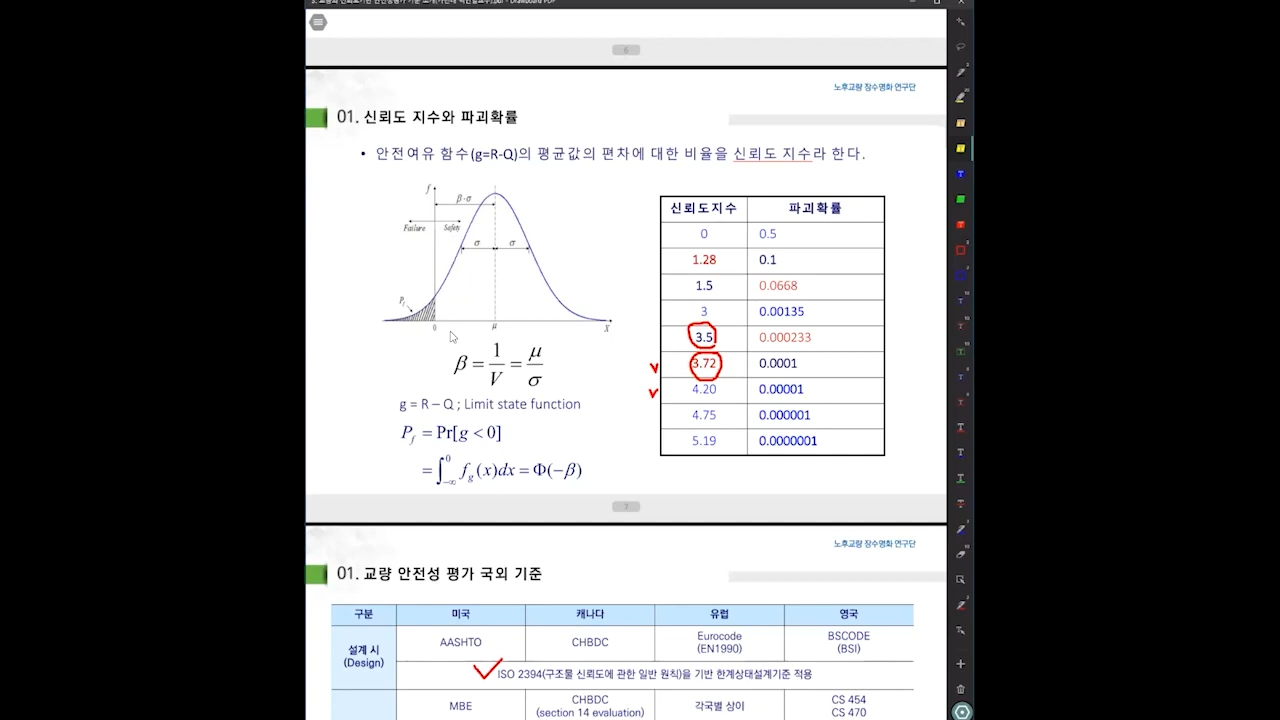 6
노후교량 장수명화 연구단
01. 신뢰도 지수와 파괴확률
• 안전여유 함수(g=R-Q)의 평균값의 편차에 대한 비율을 신뢰도 지수라 한다.
f
β·σ
Failure Safety
σ σ
P_f
0 μ X
β = 1/V = μ/σ
g = R – Q ; Limit state function
P_f = Pr[g < 0]
= ∫_{-∞}^{0} f_g(x)dx = Φ(−β)
신뢰도지수 파괴확률
0 0.5
1.28 0.1
1.5 0.0668
3 0.00135
3.5 0.000233
3.72 0.0001
4.20 0.00001
4.75 0.000001
5.19 0.0000001
7
노후교량 장수명화 연구단
01. 교량 안전성 평가 국외 기준
구분 미국 캐나다 유럽 영국
설계 시
(Design)
AASHTO CHBDC Eurocode
(EN1990) BSCODE
(BSI)
ISO 2394(구조물 신뢰도에 관한 일반 원칙)을 기반 한계상태설계기준 적용
MBE CHBDC
(section 14 evaluation) 각국별 상이 CS 454
CS 470